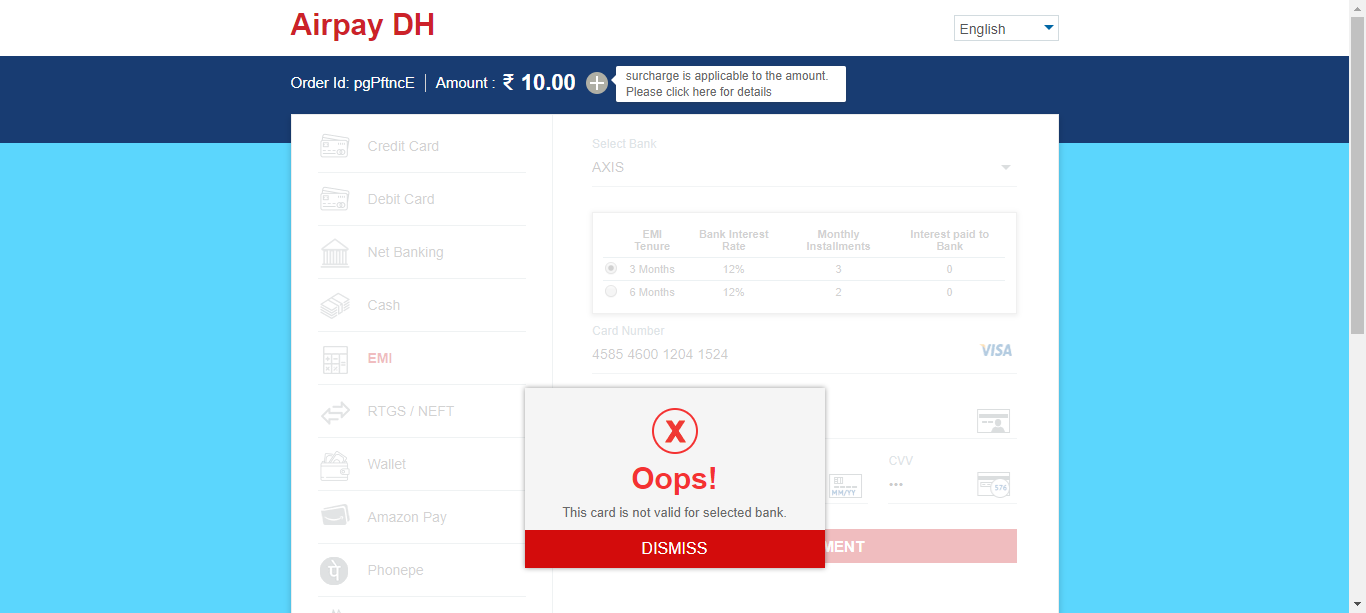 Airpay DH
English
Order Id: pgPftncE | Amount : ₹ 10.00
surcharge is applicable to the amount.
Please click here for details
Credit Card
Debit Card
Net Banking
Cash
EMI
RTGS / NEFT
Wallet
Amazon Pay
Phonepe
Select Bank
AXIS
EMI Tenure
Bank Interest Rate
Monthly Installments
Interest paid to Bank
3 Months 12% 3 0
6 Months 12% 2 0
Card Number
4585 4600 1204 1524
VISA
MM/YY
CVV
•••
576
MENT
X
Oops!
This card is not valid for selected bank.
DISMISS